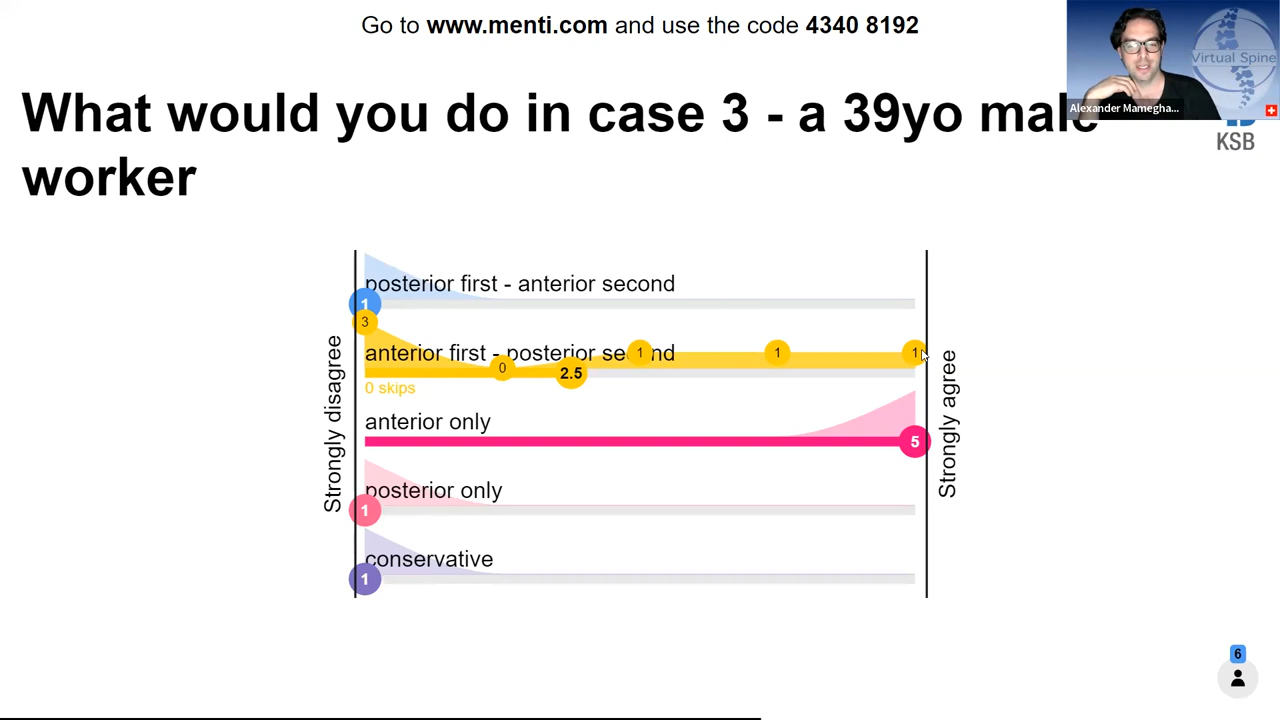 Go to www.menti.com and use the code 4340 8192
Virtual Spine
Alexander Mamegha...
What would you do in case 3 - a 39yo male
worker
KSB
Strongly disagree
posterior first - anterior second
1
3
anterior first - posterior second
1
1
1
0
2.5
0 skips
anterior only
5
posterior only
1
conservative
1
Strongly agree
6